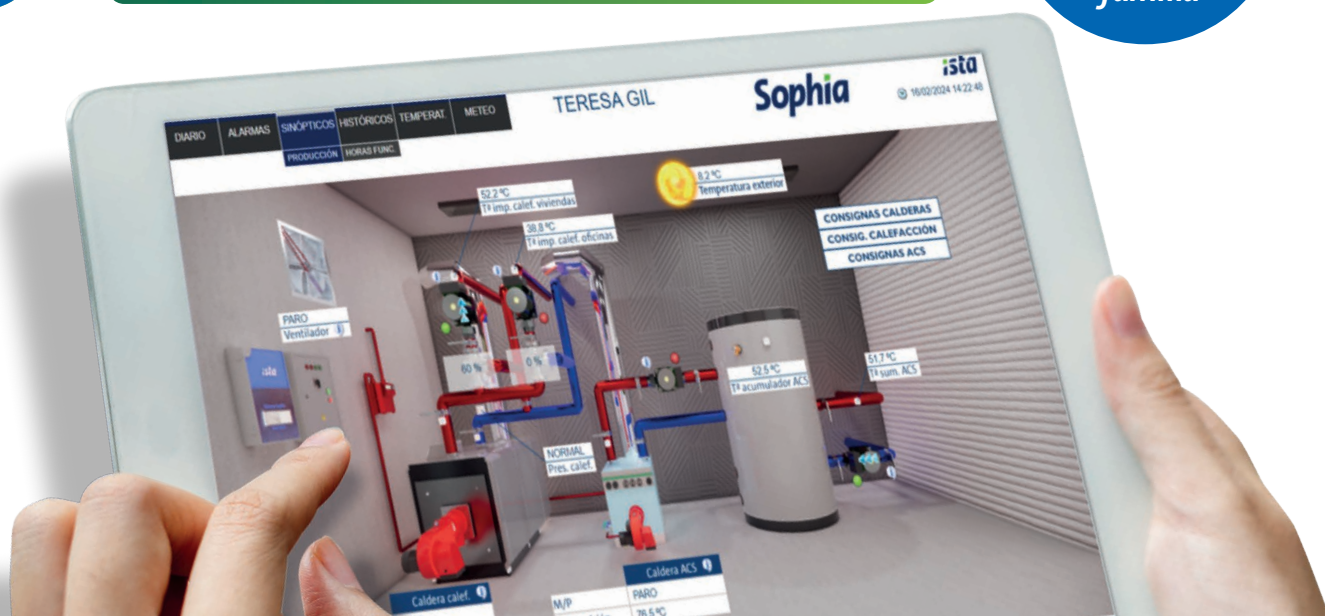 DIARIO
ALARMAS
SINÓPTICOS
HISTÓRICOS
TEMPERAT.
METEO
PRODUCCIÓN
HORAS FUNC.
TERESA GIL
Sophia
ista
16/02/2024 14:22:48
52,2 ºC
Tª imp. calef. viviendas
38,8 ºC
Tª imp. calef. oficinas
8.2 ºC
Temperatura exterior
CONSIGNAS CALDERAS
CONSIG. CALEFACCIÓN
CONSIGNAS ACS
PARO
Ventilador
ista
60 %
0 %
52,5 ºC
Tª acumulador ACS
51,7 ºC
Tª sum. ACS
NORMAL
Pres. calef.
Caldera calef.
Caldera ACS
M/P
PARO
76,5 ºC